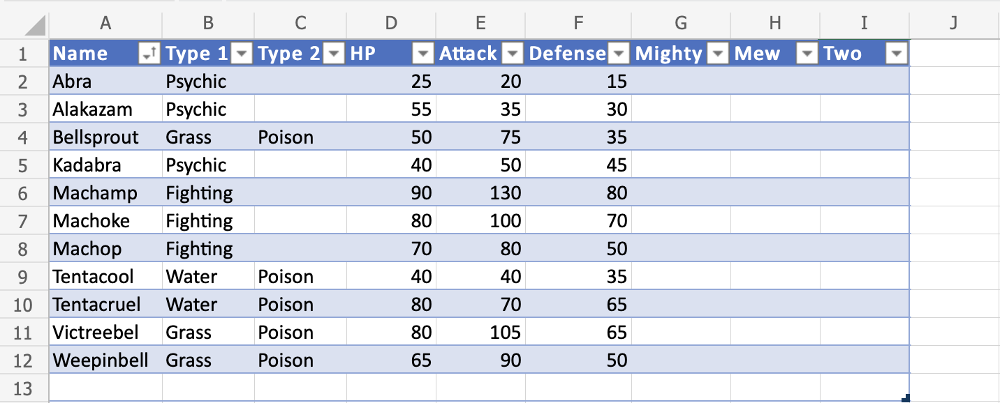 A B C D E F G H I J
1 Name Type 1 Type 2 HP Attack Defense Mighty Mew Two
2 Abra Psychic 25 20 15
3 Alakazam Psychic 55 35 30
4 Bellsprout Grass Poison 50 75 35
5 Kadabra Psychic 40 50 45
6 Machamp Fighting 90 130 80
7 Machoke Fighting 80 100 70
8 Machop Fighting 70 80 50
9 Tentacool Water Poison 40 40 35
10 Tentacruel Water Poison 80 70 65
11 Victreebel Grass Poison 80 105 65
12 Weepinbell Grass Poison 65 90 50
13